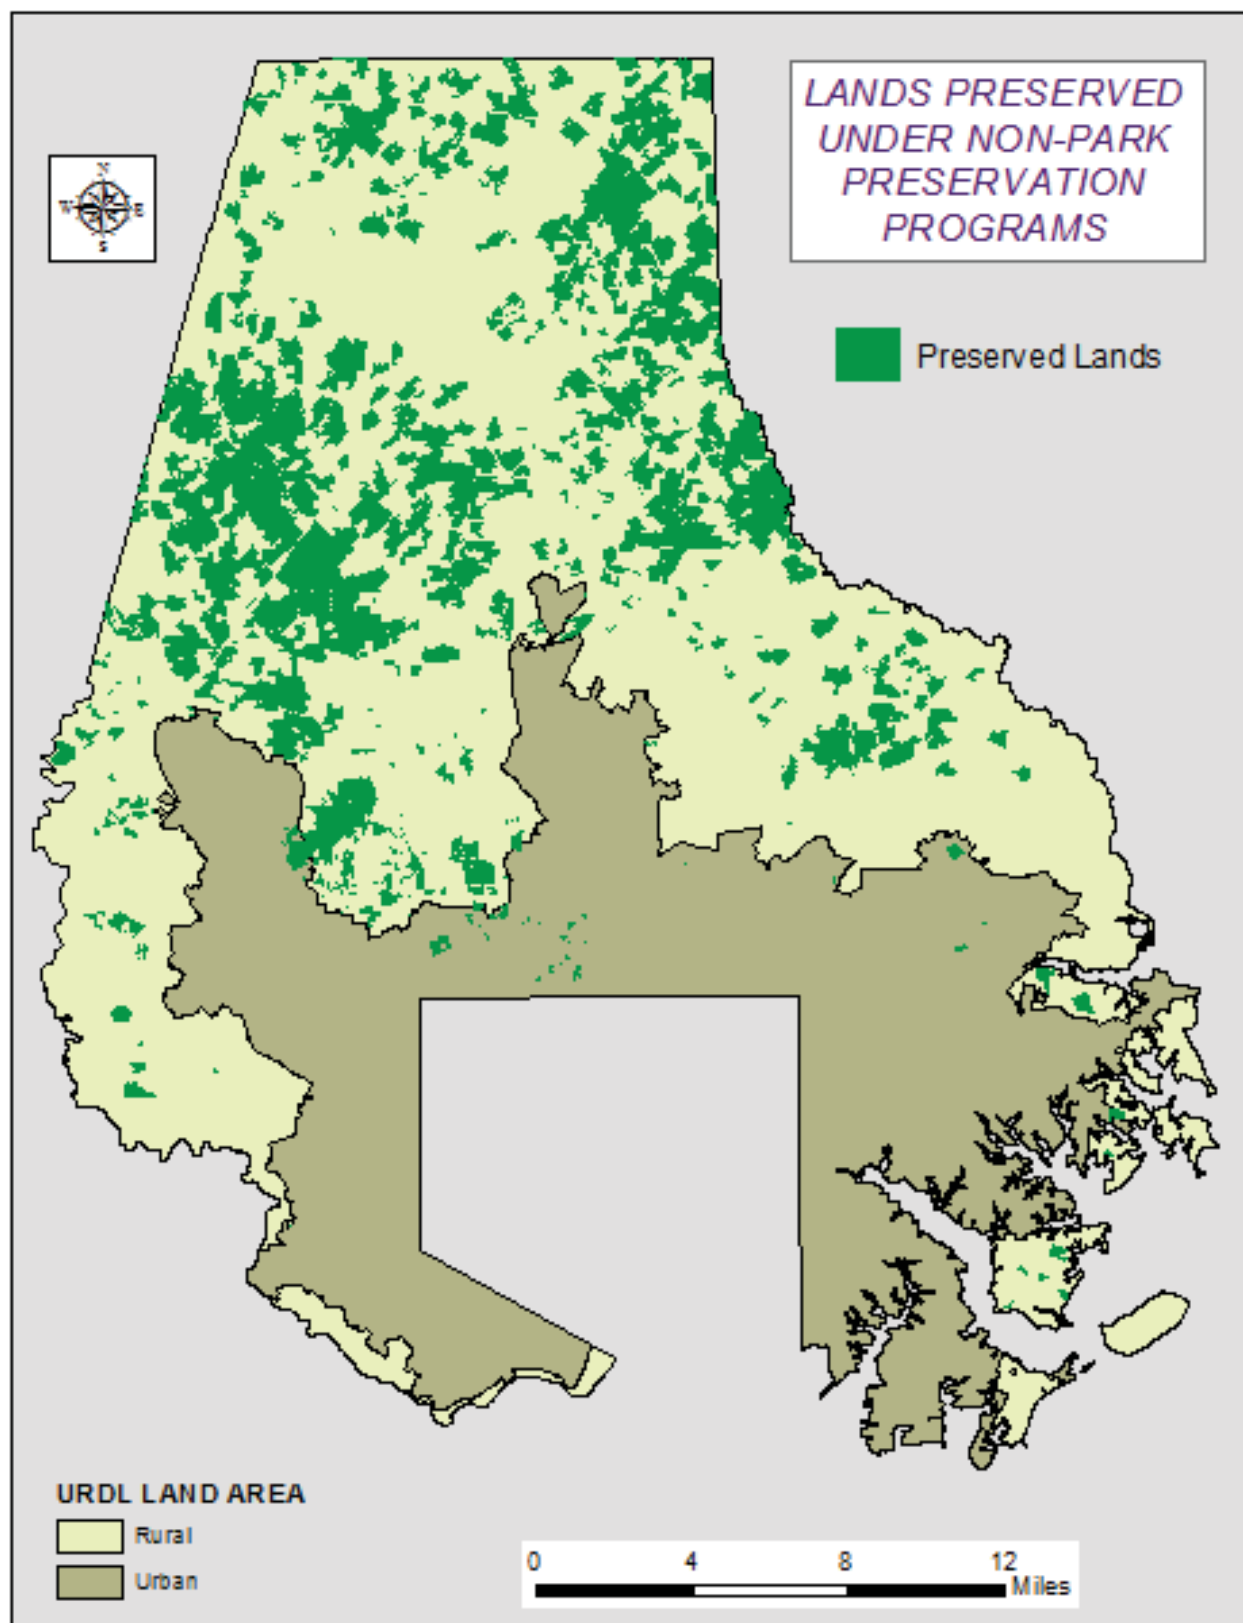 LANDS PRESERVED
UNDER NON-PARK
PRESERVATION
PROGRAMS
N
W E
S
Preserved Lands
URDL LAND AREA
Rural
Urban
0 4 8 12
Miles